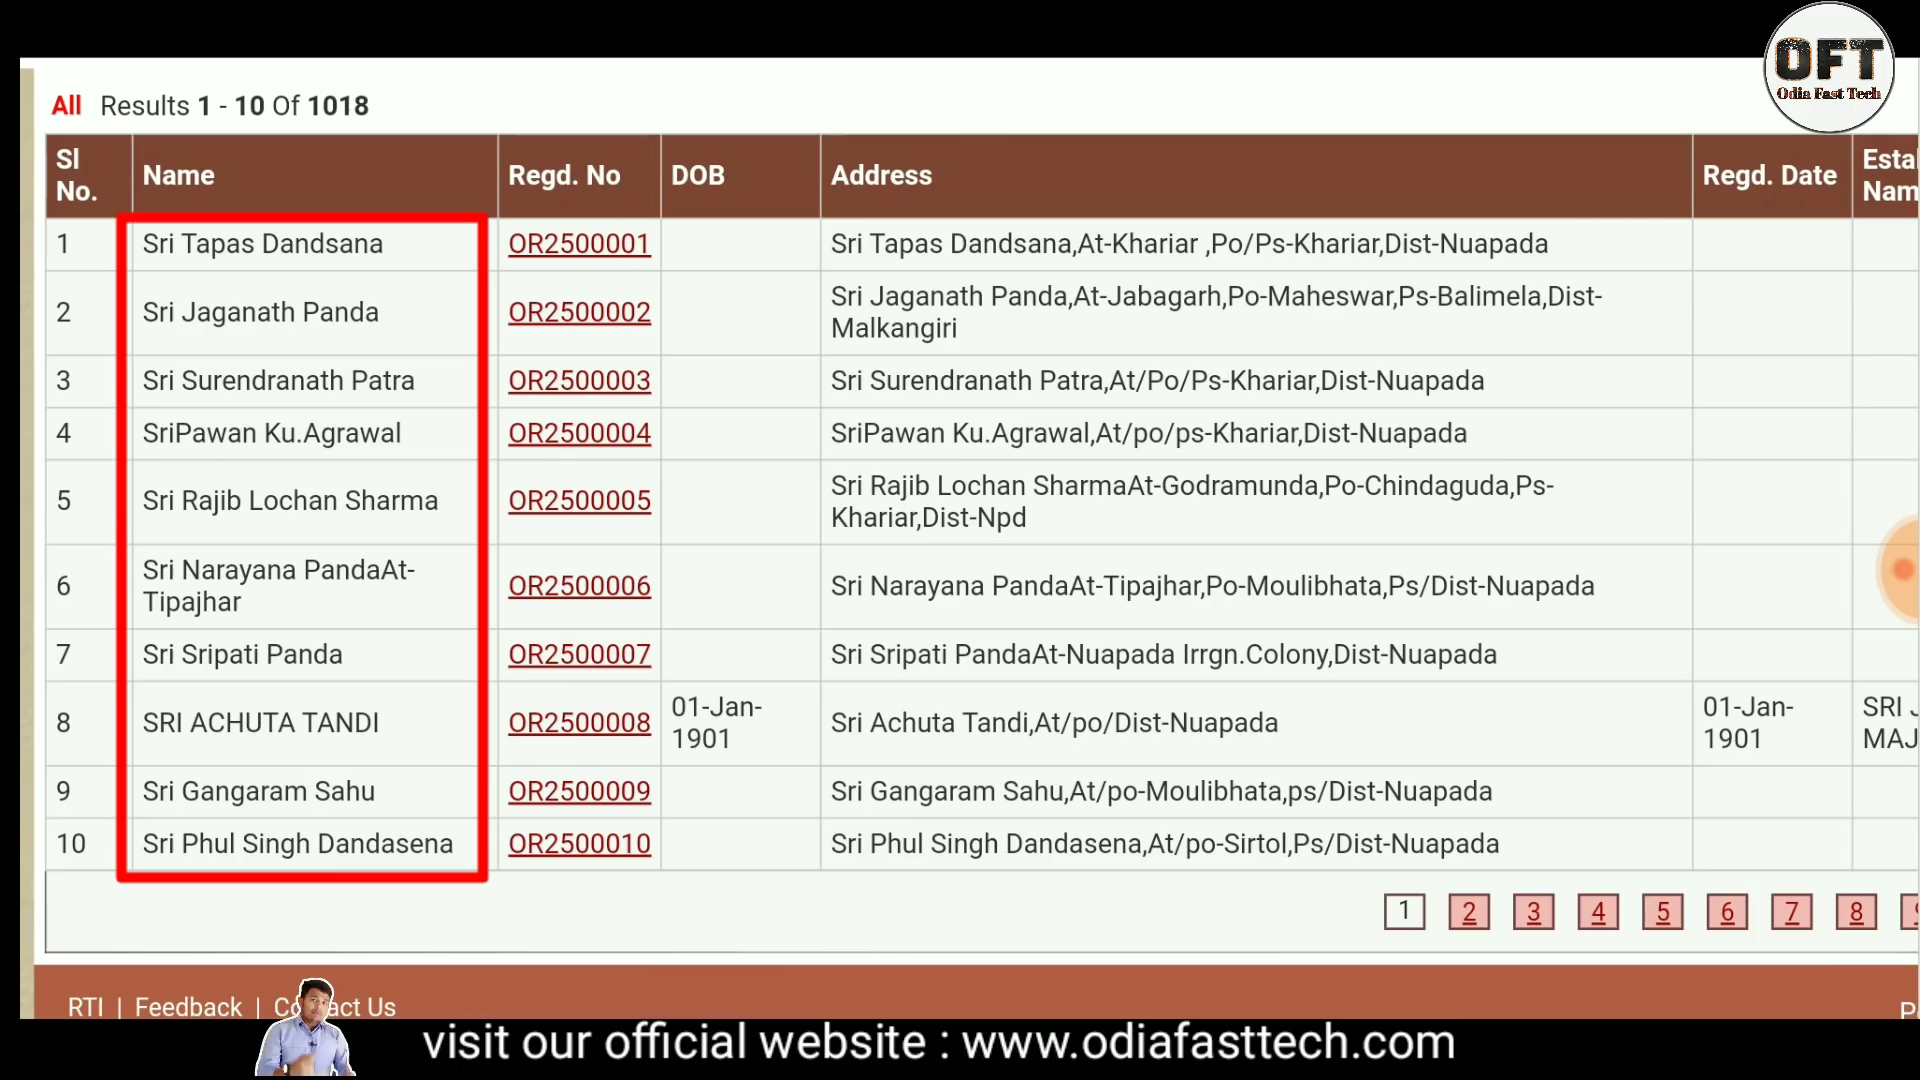 OFT
Odia Fast Tech
All Results 1 - 10 Of 1018
Sl No. Name Regd. No DOB Address Regd. Date
1 Sri Tapas Dandsana OR2500001 Sri Tapas Dandsana,At-Khariar ,Po/Ps-Khariar,Dist-Nuapada
2 Sri Jaganath Panda OR2500002 Sri Jaganath Panda,At-Jabagarh,Po-Maheswar,Ps-Balimela,Dist-
Malkangiri
3 Sri Surendranath Patra OR2500003 Sri Surendranath Patra,At/Po/Ps-Khariar,Dist-Nuapada
4 SriPawan Ku.Agrawal OR2500004 SriPawan Ku.Agrawal,At/po/ps-Khariar,Dist-Nuapada
5 Sri Rajib Lochan Sharma OR2500005 Sri Rajib Lochan SharmaAt-Godramunda,Po-Chindaguda,Ps-
Khariar,Dist-Npd
6 Sri Narayana PandaAt-
Tipajhar OR2500006 Sri Narayana PandaAt-Tipajhar,Po-Moulibhata,Ps/Dist-Nuapada
7 Sri Sripati Panda OR2500007 Sri Sripati PandaAt-Nuapada Irrgn.Colony,Dist-Nuapada
8 SRI ACHUTA TANDI OR2500008 01-Jan-
1901 Sri Achuta Tandi,At/po/Dist-Nuapada 01-Jan-
1901 SRI
MAJ
9 Sri Gangaram Sahu OR2500009 Sri Gangaram Sahu,At/po-Moulibhata,ps/Dist-Nuapada
10 Sri Phul Singh Dandasena OR2500010 Sri Phul Singh Dandasena,At/po-Sirtol,Ps/Dist-Nuapada
1 2 3 4 5 6 7 8
RTI | Feedback | Contact Us
visit our official website : www.odiafasttech.com